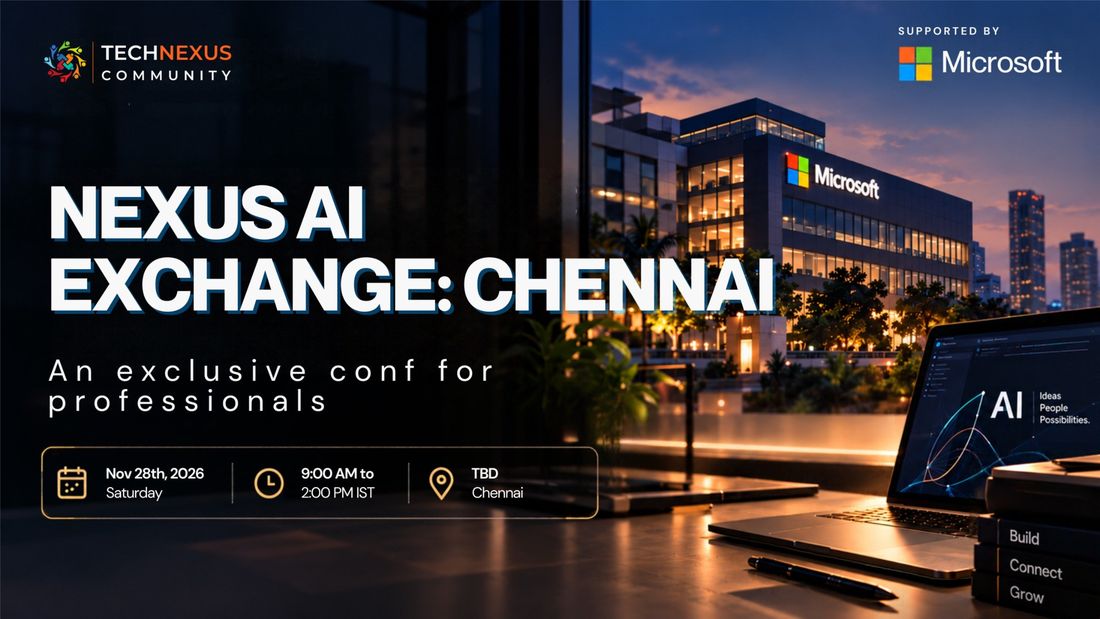 TECHNEXUS
COMMUNITY
SUPPORTED BY
Microsoft
Microsoft
NEXUS AI
EXCHANGE: CHENNAI
An exclusive conf for
professionals
Nov 28th, 2026
Saturday
9:00 AM to
2:00 PM IST
TBD
Chennai
AI
Ideas
People
Possibilities.
Build
Connect
Grow